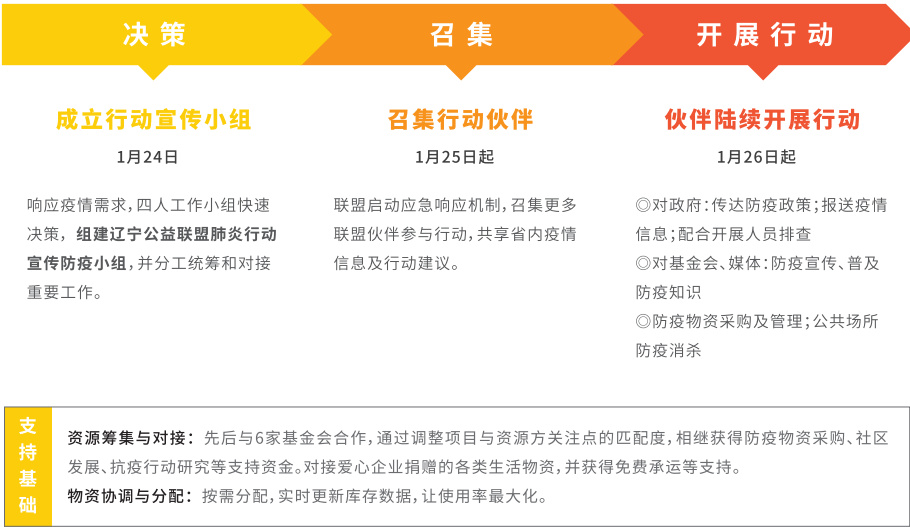 决策
召集
开展行动
成立行动宣传小组
1月24日
响应疫情需求,四人工作小组快速
决策，组建辽宁公益联盟肺炎行动
宣传防疫小组,并分工统筹和对接
重要工作。
召集行动伙伴
1月25日起
联盟启动应急响应机制,召集更多
联盟伙伴参与行动,共享省内疫情
信息及行动建议。
伙伴陆续开展行动
1月26日起
◎对政府:传达防疫政策;报送疫情
信息;配合开展人员排查
◎对基金会、媒体:防疫宣传、普及
防疫知识
◎防疫物资采购及管理;公共场所
防疫消杀
支持基础
资源筹集与对接：先后与6家基金会合作,通过调整项目与资源方关注点的匹配度,相继获得防疫物资采购、社区
发展、抗疫行动研究等支持资金。对接爱心企业捐赠的各类生活物资,并获得免费承运等支持。
物资协调与分配：按需分配,实时更新库存数据,让使用率最大化。